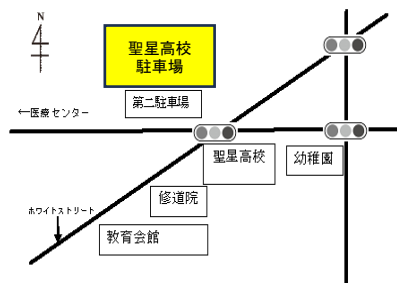 N
聖星高校
駐車場
第二駐車場
←医療センター
聖星高校
幼稚園
修道院
ホワイトストリート
教育会館